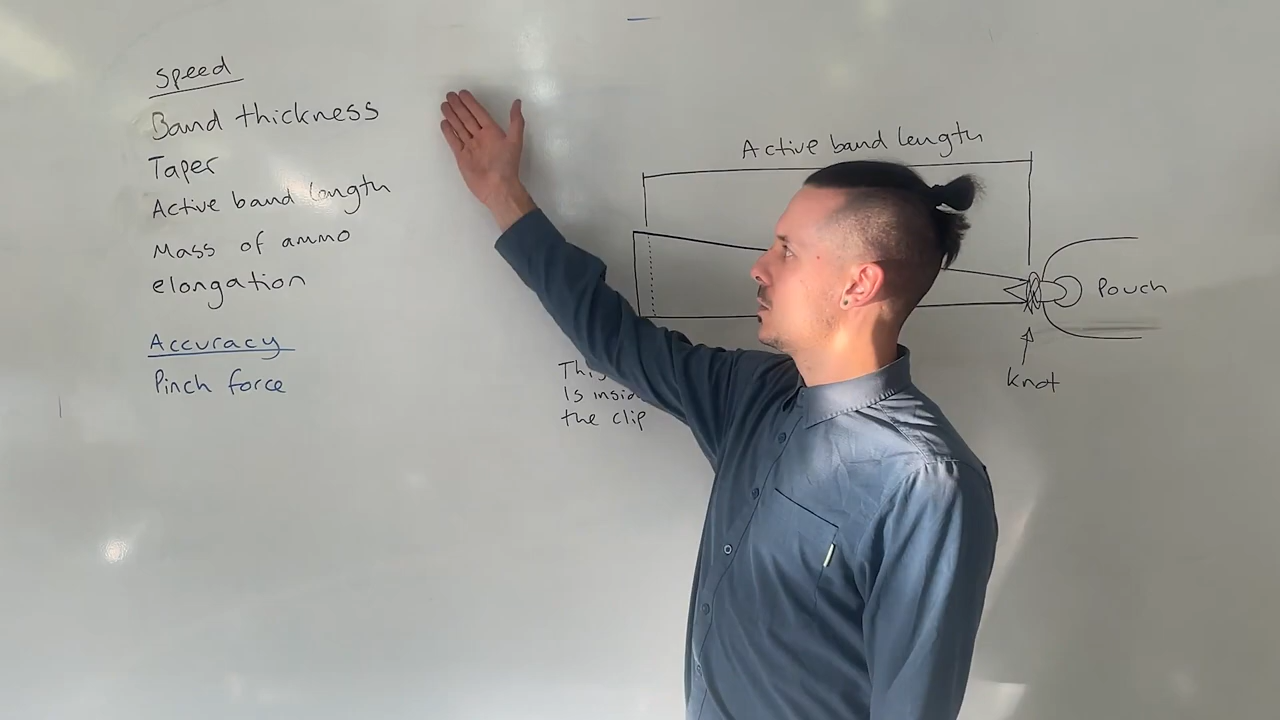 Speed
Band thickness
Taper
Active band length
Mass of ammo
elongation
Accuracy
Pinch force
Active band length
Pouch
Knot
This
Is
the clip